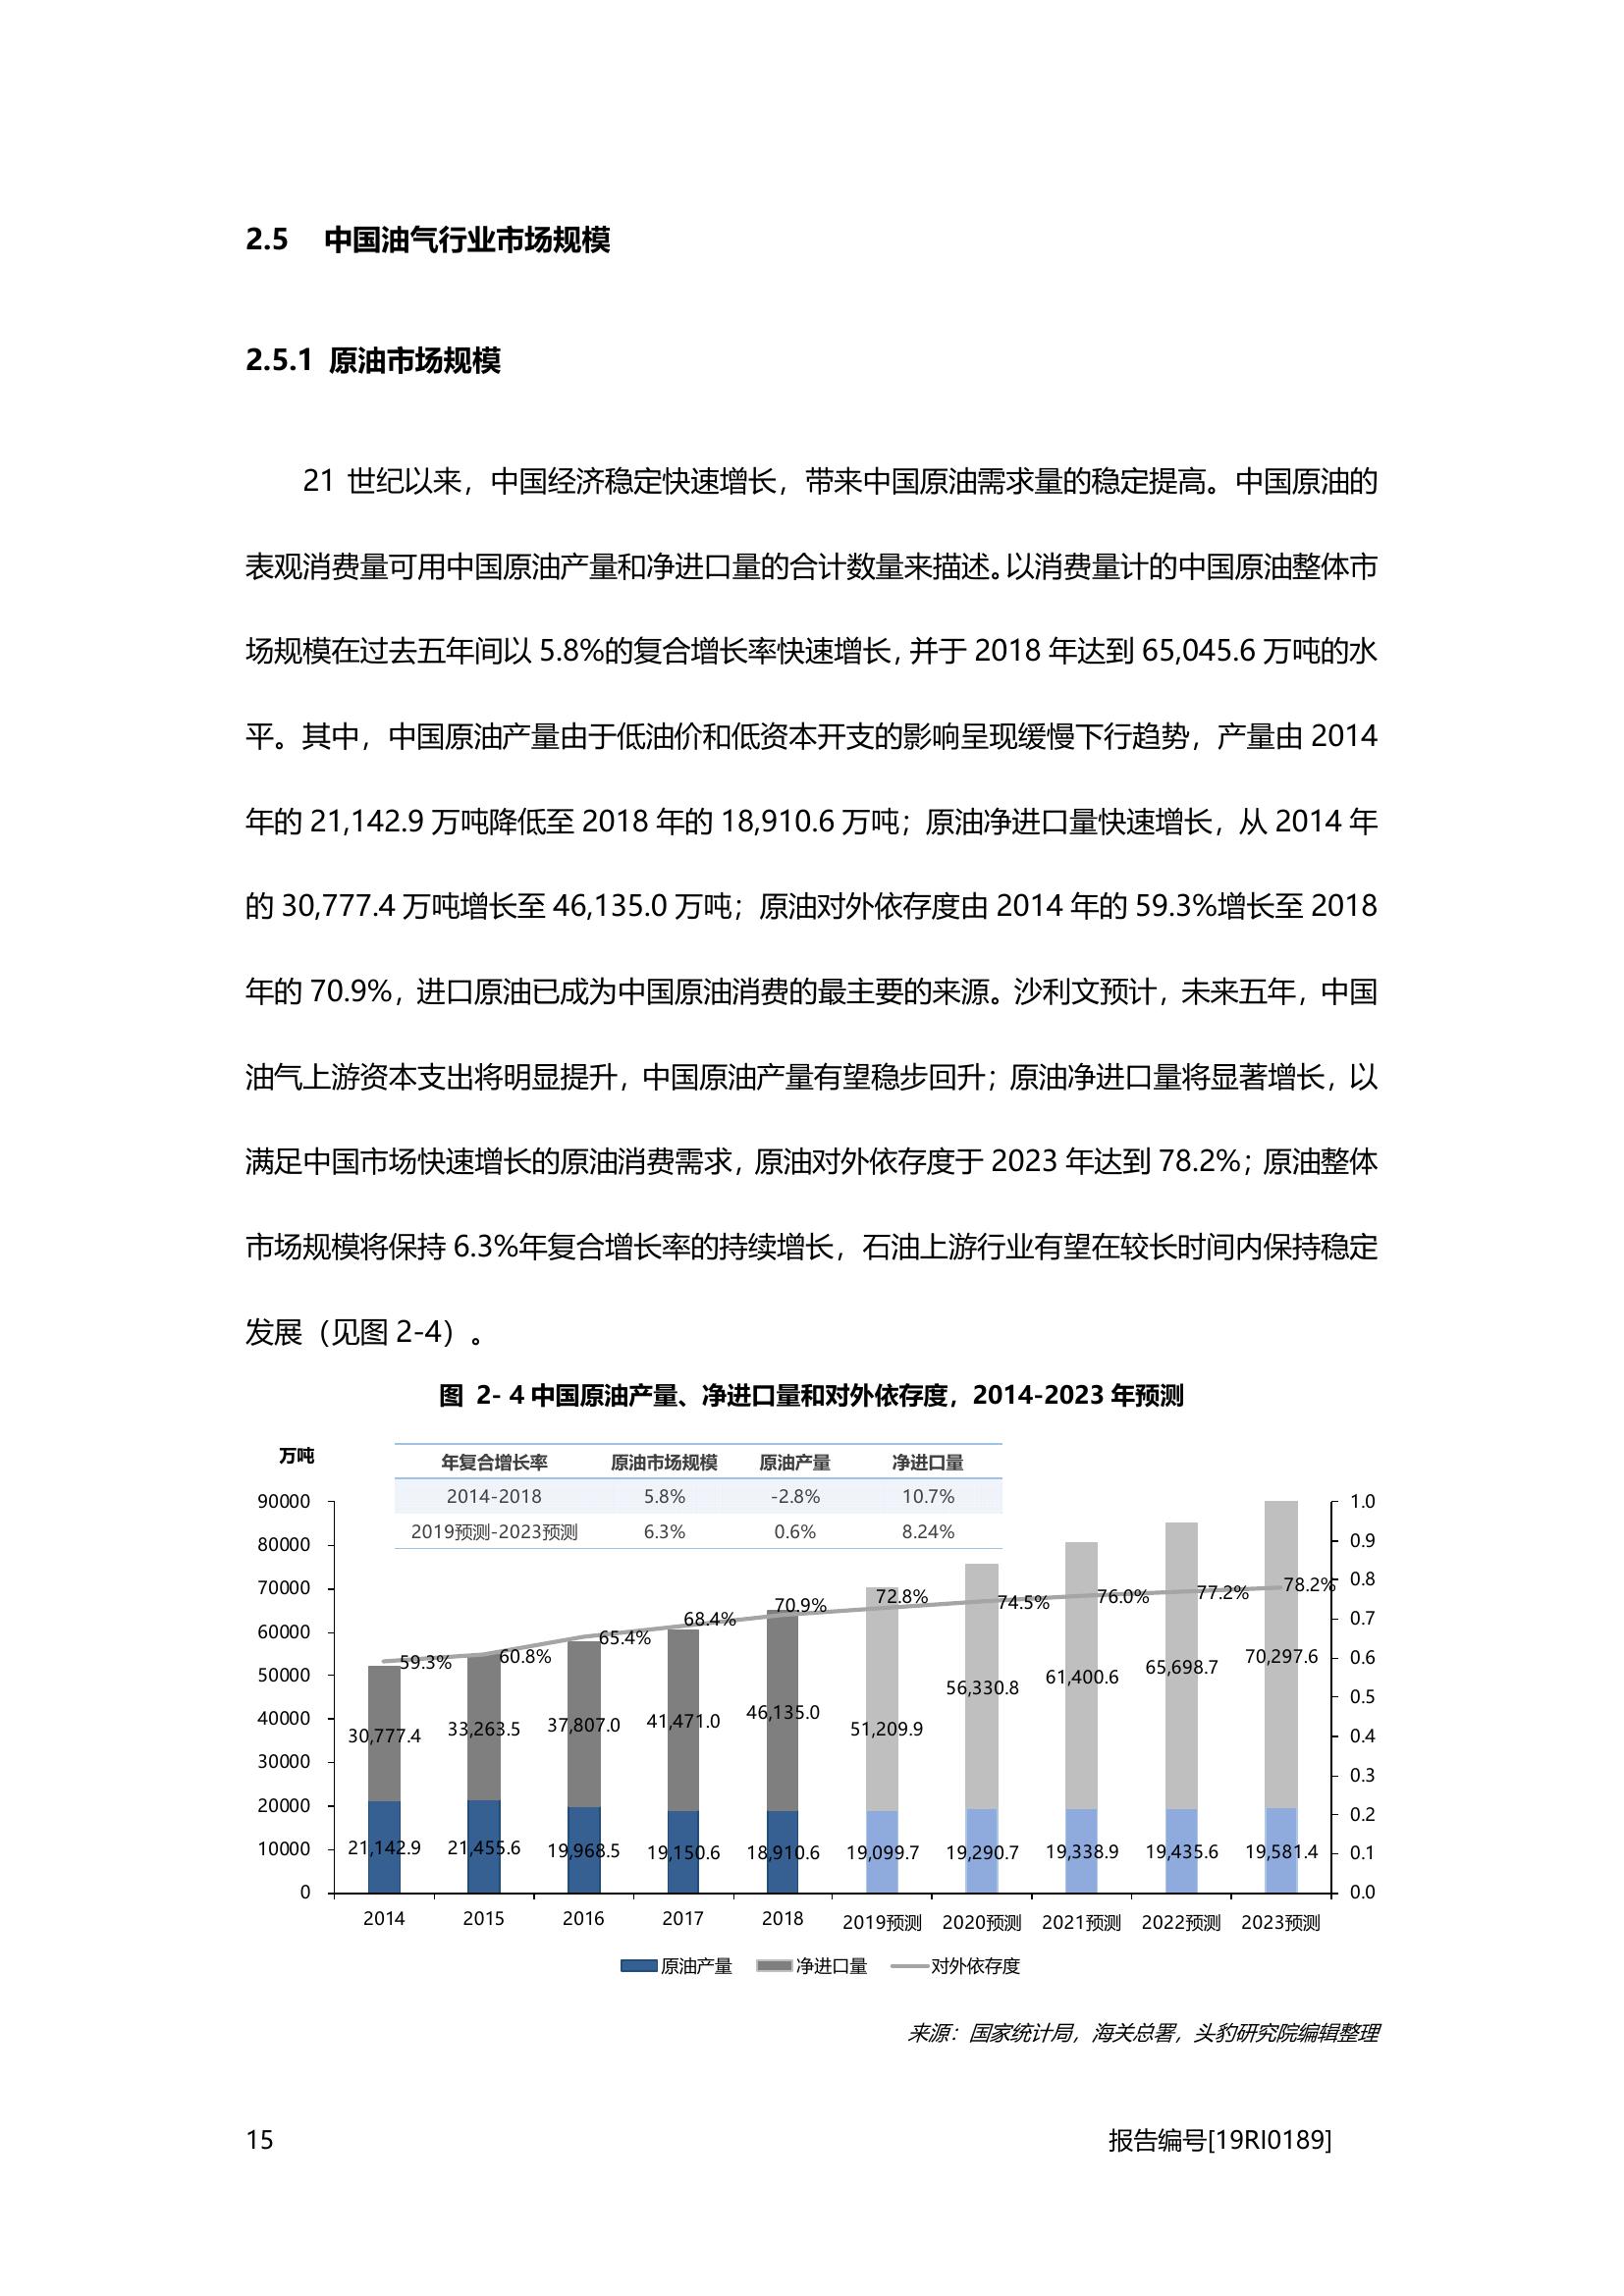 2.5 中国油气行业市场规模
2.5.1 原油市场规模
21 世纪以来，中国经济稳定快速增长，带来中国原油需求量的稳定提高。中国原油的
表观消费量可用中国原油产量和净进口量的合计数量来描述。以消费量计的中国原油整体市
场规模在过去五年间以 5.8%的复合增长率快速增长，并于 2018 年达到 65,045.6 万吨的水
平。其中，中国原油产量由于低油价和低资本开支的影响呈现缓慢下行趋势，产量由 2014
年的 21,142.9 万吨降低至 2018 年的 18,910.6 万吨；原油净进口量快速增长，从 2014 年
的 30,777.4 万吨增长至 46,135.0 万吨；原油对外依存度由 2014 年的 59.3%增长至 2018
年的 70.9%，进口原油已成为中国原油消费的最主要的来源。沙利文预计，未来五年，中国
油气上游资本支出将明显提升，中国原油产量有望稳步回升；原油净进口量将显著增长，以
满足中国市场快速增长的原油消费需求，原油对外依存度于 2023 年达到 78.2%；原油整体
市场规模将保持 6.3%年复合增长率的持续增长，石油上游行业有望在较长时间内保持稳定
发展（见图 2-4）。
图 2- 4 中国原油产量、净进口量和对外依存度，2014-2023 年预测
万吨
年复合增长率 原油市场规模 原油产量 净进口量
2014-2018 5.8% -2.8% 10.7%
2019预测-2023预测 6.3% 0.6% 8.24%
90000
80000
70000
60000
50000
40000
30000
20000
10000
0
1.0
0.9
0.8
0.7
0.6
0.5
0.4
0.3
0.2
0.1
0.0
59.3% 60.8% 65.4% 68.4% 70.9% 72.8% 74.5% 76.0% 77.2% 78.2%
30,777.4 33,263.5 37,807.0 41,471.0 46,135.0 51,209.9 56,330.8 61,400.6 65,698.7 70,297.6
21,142.9 21,455.6 19,968.5 19,150.6 18,910.6 19,099.7 19,290.7 19,338.9 19,435.6 19,581.4
2014 2015 2016 2017 2018 2019预测 2020预测 2021预测 2022预测 2023预测
原油产量 净进口量 对外依存度
来源：国家统计局，海关总署，头豹研究院编辑整理
15 报告编号[19RI0189]